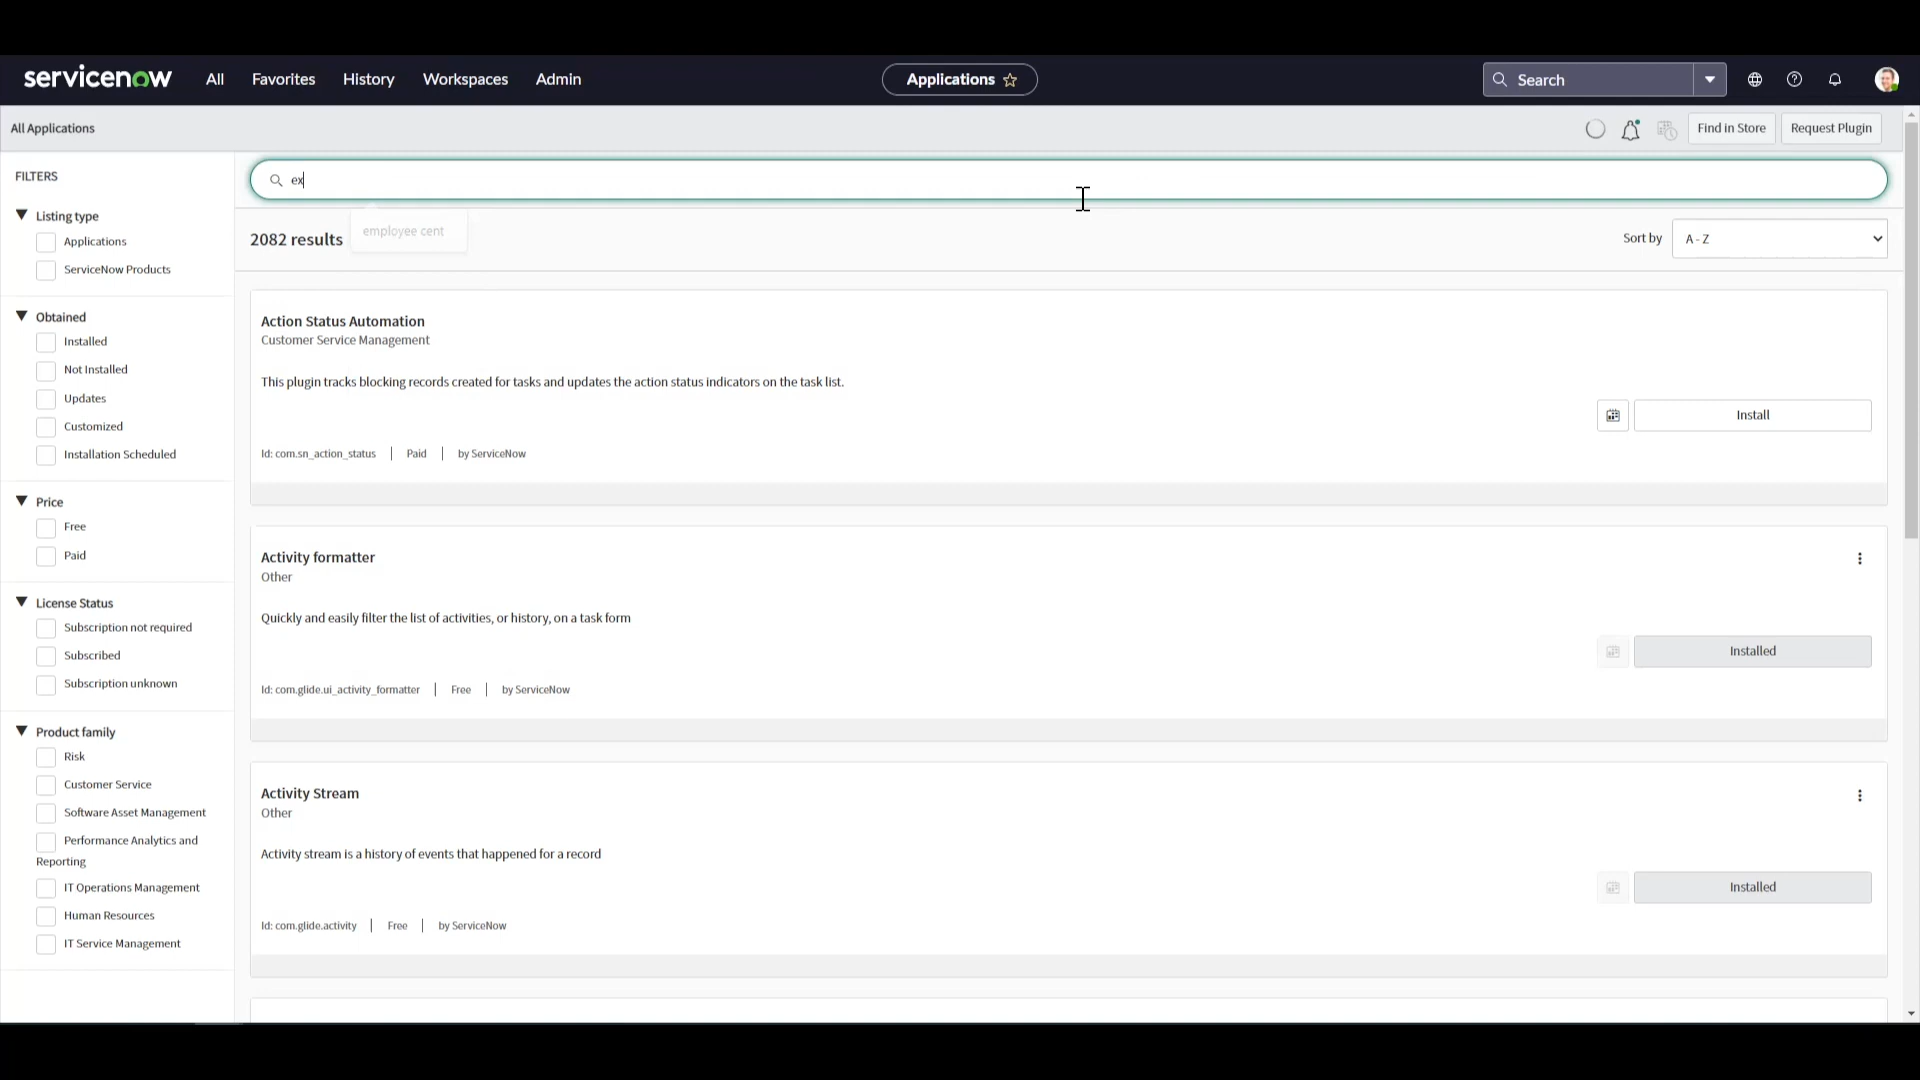 servicenow
All
Favorites
History
Workspaces
Admin
Applications
Search
All Applications
Find in Store
Request Plugin
FILTERS
Listing type
Applications
ServiceNow Products
Obtained
Installed
Not Installed
Updates
Customized
Installation Scheduled
Price
Free
Paid
License Status
Subscription not required
Subscribed
Subscription unknown
Product family
Risk
Customer Service
Software Asset Management
Performance Analytics and
Reporting
IT Operations Management
Human Resources
IT Service Management
ex
2082 results
employee cent
Sort by
A - Z
Action Status Automation
Customer Service Management
This plugin tracks blocking records created for tasks and updates the action status indicators on the task list.
Install
Id: com.sn_action_status | Paid | by ServiceNow
Activity formatter
Other
Quickly and easily filter the list of activities, or history, on a task form
Installed
Id: com.glide.ui_activity_formatter | Free | by ServiceNow
Activity Stream
Other
Activity stream is a history of events that happened for a record
Installed
Id: com.glide.activity | Free | by ServiceNow